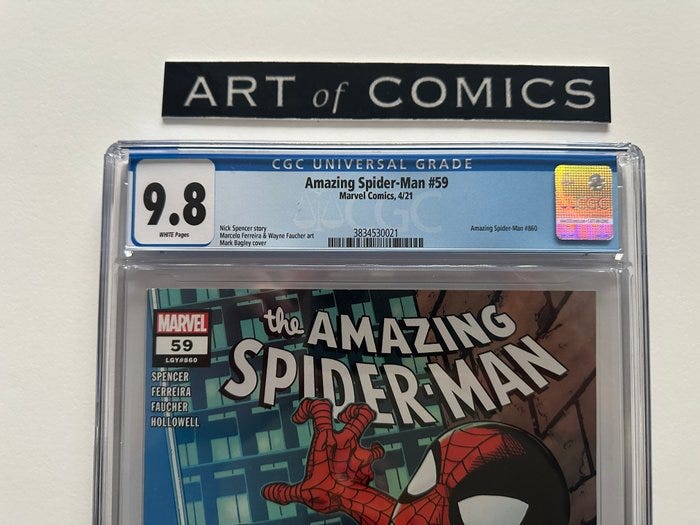 ART of COMICS
CGC UNIVERSAL GRADE
9.8
WHITE Pages
Amazing Spider-Man #59
Marvel Comics, 4/21
Nick Spencer story
Marcelo Ferreira & Wayne Faucher art
Mark Bagley cover
3834530021
Amazing Spider-Man #860
CGC
CGC
MARVEL
59
LGY#860
SPENCER
FERREIRA
FAUCHER
HOLLOWELL
the AMAZING
SPIDER-MAN